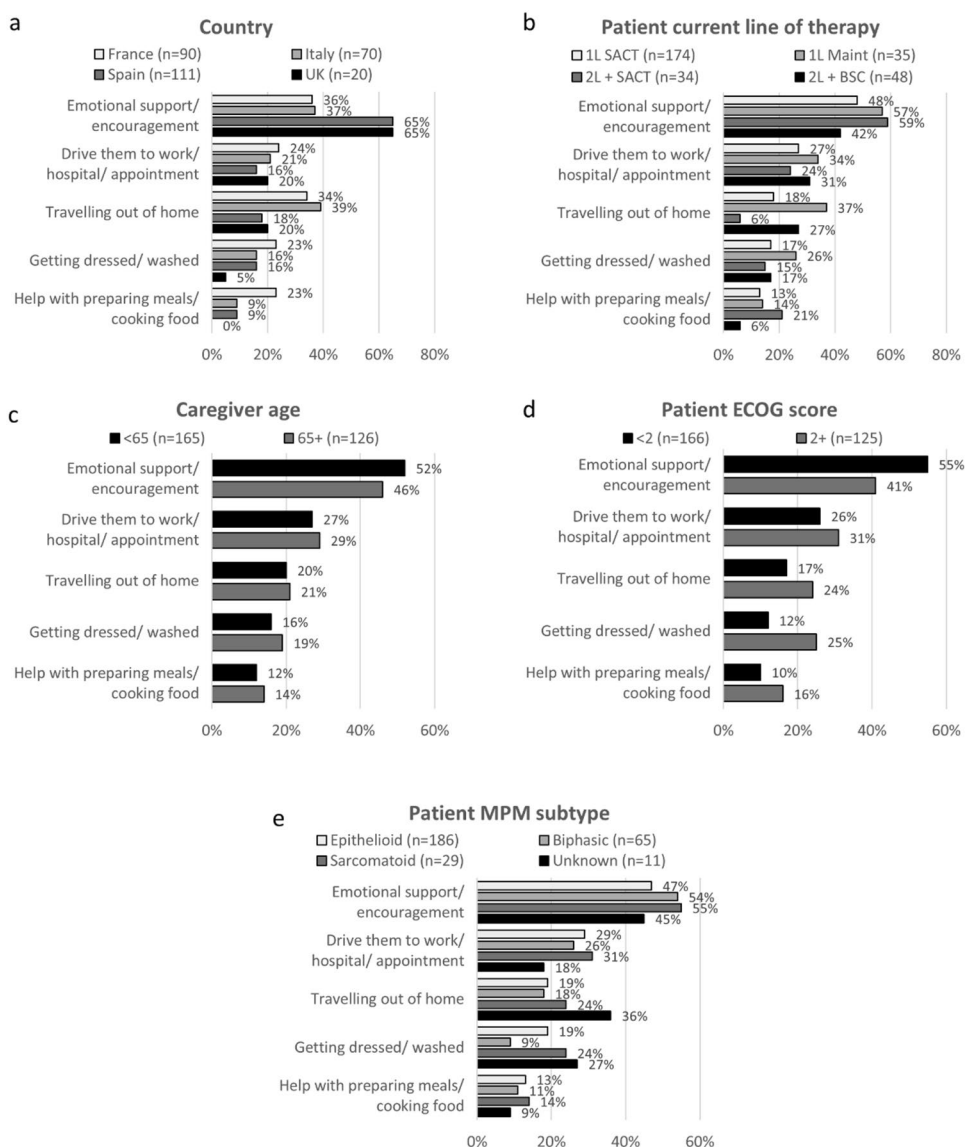 a
Country
France (n=90) Italy (n=70)
Spain (n=111) UK (n=20)
Emotional support/
encouragement
36%
37%
65%
65%
Drive them to work/
hospital/ appointment
24%
21%
16%
20%
Travelling out of home
34%
39%
18%
20%
Getting dressed/ washed
23%
16%
16%
5%
Help with preparing meals/
cooking food
23%
9%
9%
0%
0% 20% 40% 60% 80%
b
Patient current line of therapy
1L SACT (n=174) 1L Maint (n=35)
2L + SACT (n=34) 2L + BSC (n=48)
Emotional support/
encouragement
48%
57%
59%
42%
Drive them to work/
hospital/ appointment
27%
34%
24%
31%
Travelling out of home
18%
37%
6%
27%
Getting dressed/ washed
17%
26%
15%
17%
Help with preparing meals/
cooking food
13%
14%
21%
6%
0% 20% 40% 60% 80%
c
Caregiver age
<65 (n=165) 65+ (n=126)
Emotional support/
encouragement
52%
46%
Drive them to work/
hospital/ appointment
27%
29%
Travelling out of home
20%
21%
Getting dressed/ washed
16%
19%
Help with preparing meals/
cooking food
12%
14%
0% 20% 40% 60%
d
Patient ECOG score
<2 (n=166) 2+ (n=125)
Emotional support/
encouragement
55%
41%
Drive them to work/
hospital/ appointment
26%
31%
Travelling out of home
17%
24%
Getting dressed/ washed
12%
25%
Help with preparing meals/
cooking food
10%
16%
0% 20% 40% 60%
e
Patient MPM subtype
Epithelioid (n=186) Biphasic (n=65)
Sarcomatoid (n=29) Unknown (n=11)
Emotional support/
encouragement
47%
54%
55%
45%
Drive them to work/
hospital/ appointment
29%
26%
31%
18%
Travelling out of home
19%
18%
24%
36%
Getting dressed/ washed
19%
9%
24%
27%
Help with preparing meals/
cooking food
13%
11%
14%
9%
0% 20% 40% 60%